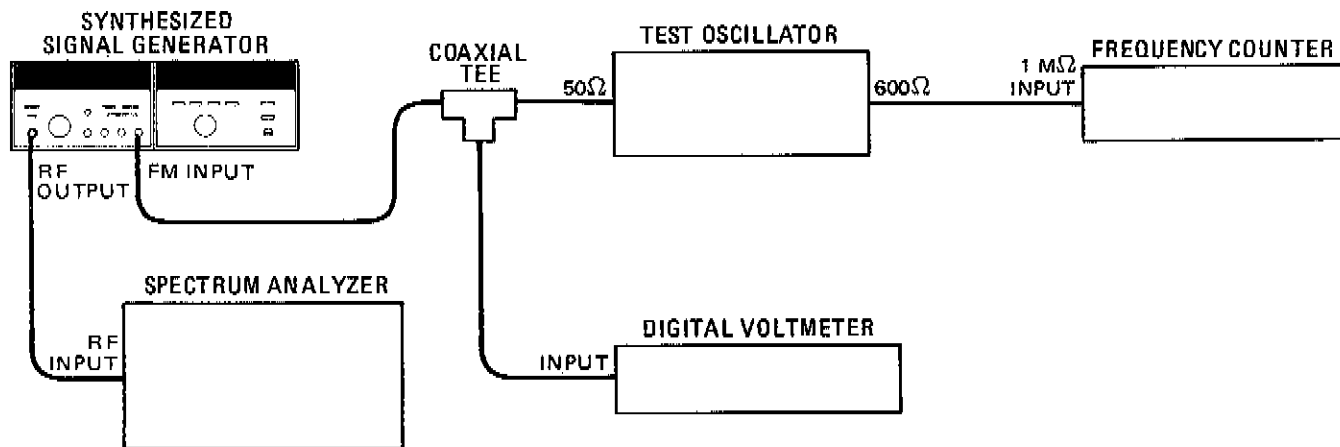 SYNTHESIZED
SIGNAL GENERATOR
COAXIAL
TEE
TEST OSCILLATOR
FREQUENCY COUNTER
50Ω
600Ω
1 MΩ
INPUT
RF
OUTPUT
FM INPUT
SPECTRUM ANALYZER
RF
INPUT
DIGITAL VOLTMETER
INPUT